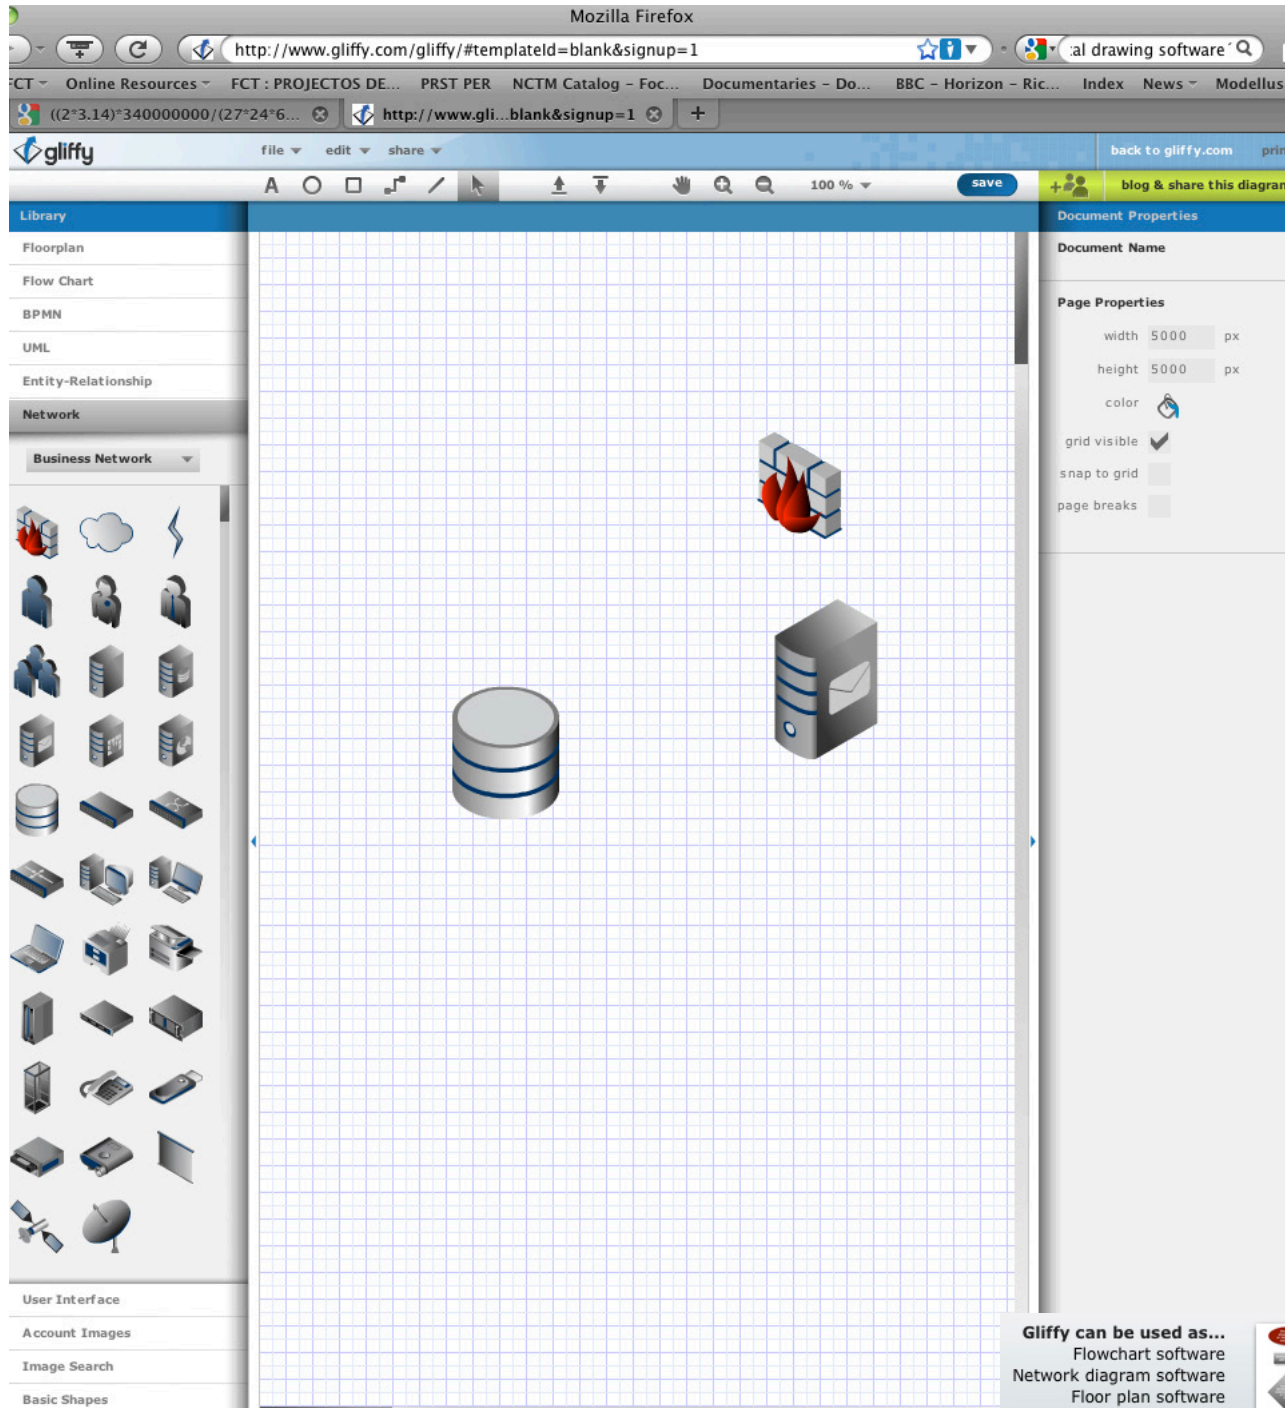 Mozilla Firefox
http://www.gliffy.com/gliffy/#templateId=blank&signup=1
al drawing software
Online Resources
FCT : PROJECTOS DE...
PRST PER
NCTM Catalog – Foc...
Documentaries – Do...
BBC – Horizon – Ric...
Index
News
Modellus
((2*3.14)*340000000/(27*24*6...
http://www.gli...blank&signup=1
+
gliffy
file
edit
share
back to gliffy.com
A
100 %
save
blog & share this diagram
Library
Document Properties
Floorplan
Document Name
Flow Chart
BPMN
Page Properties
UML
width 5000 px
Entity-Relationship
height 5000 px
Network
color
grid visible
Business Network
snap to grid
page breaks
User Interface
Account Images
Image Search
Basic Shapes
Gliffy can be used as...
Flowchart software
Network diagram software
Floor plan software